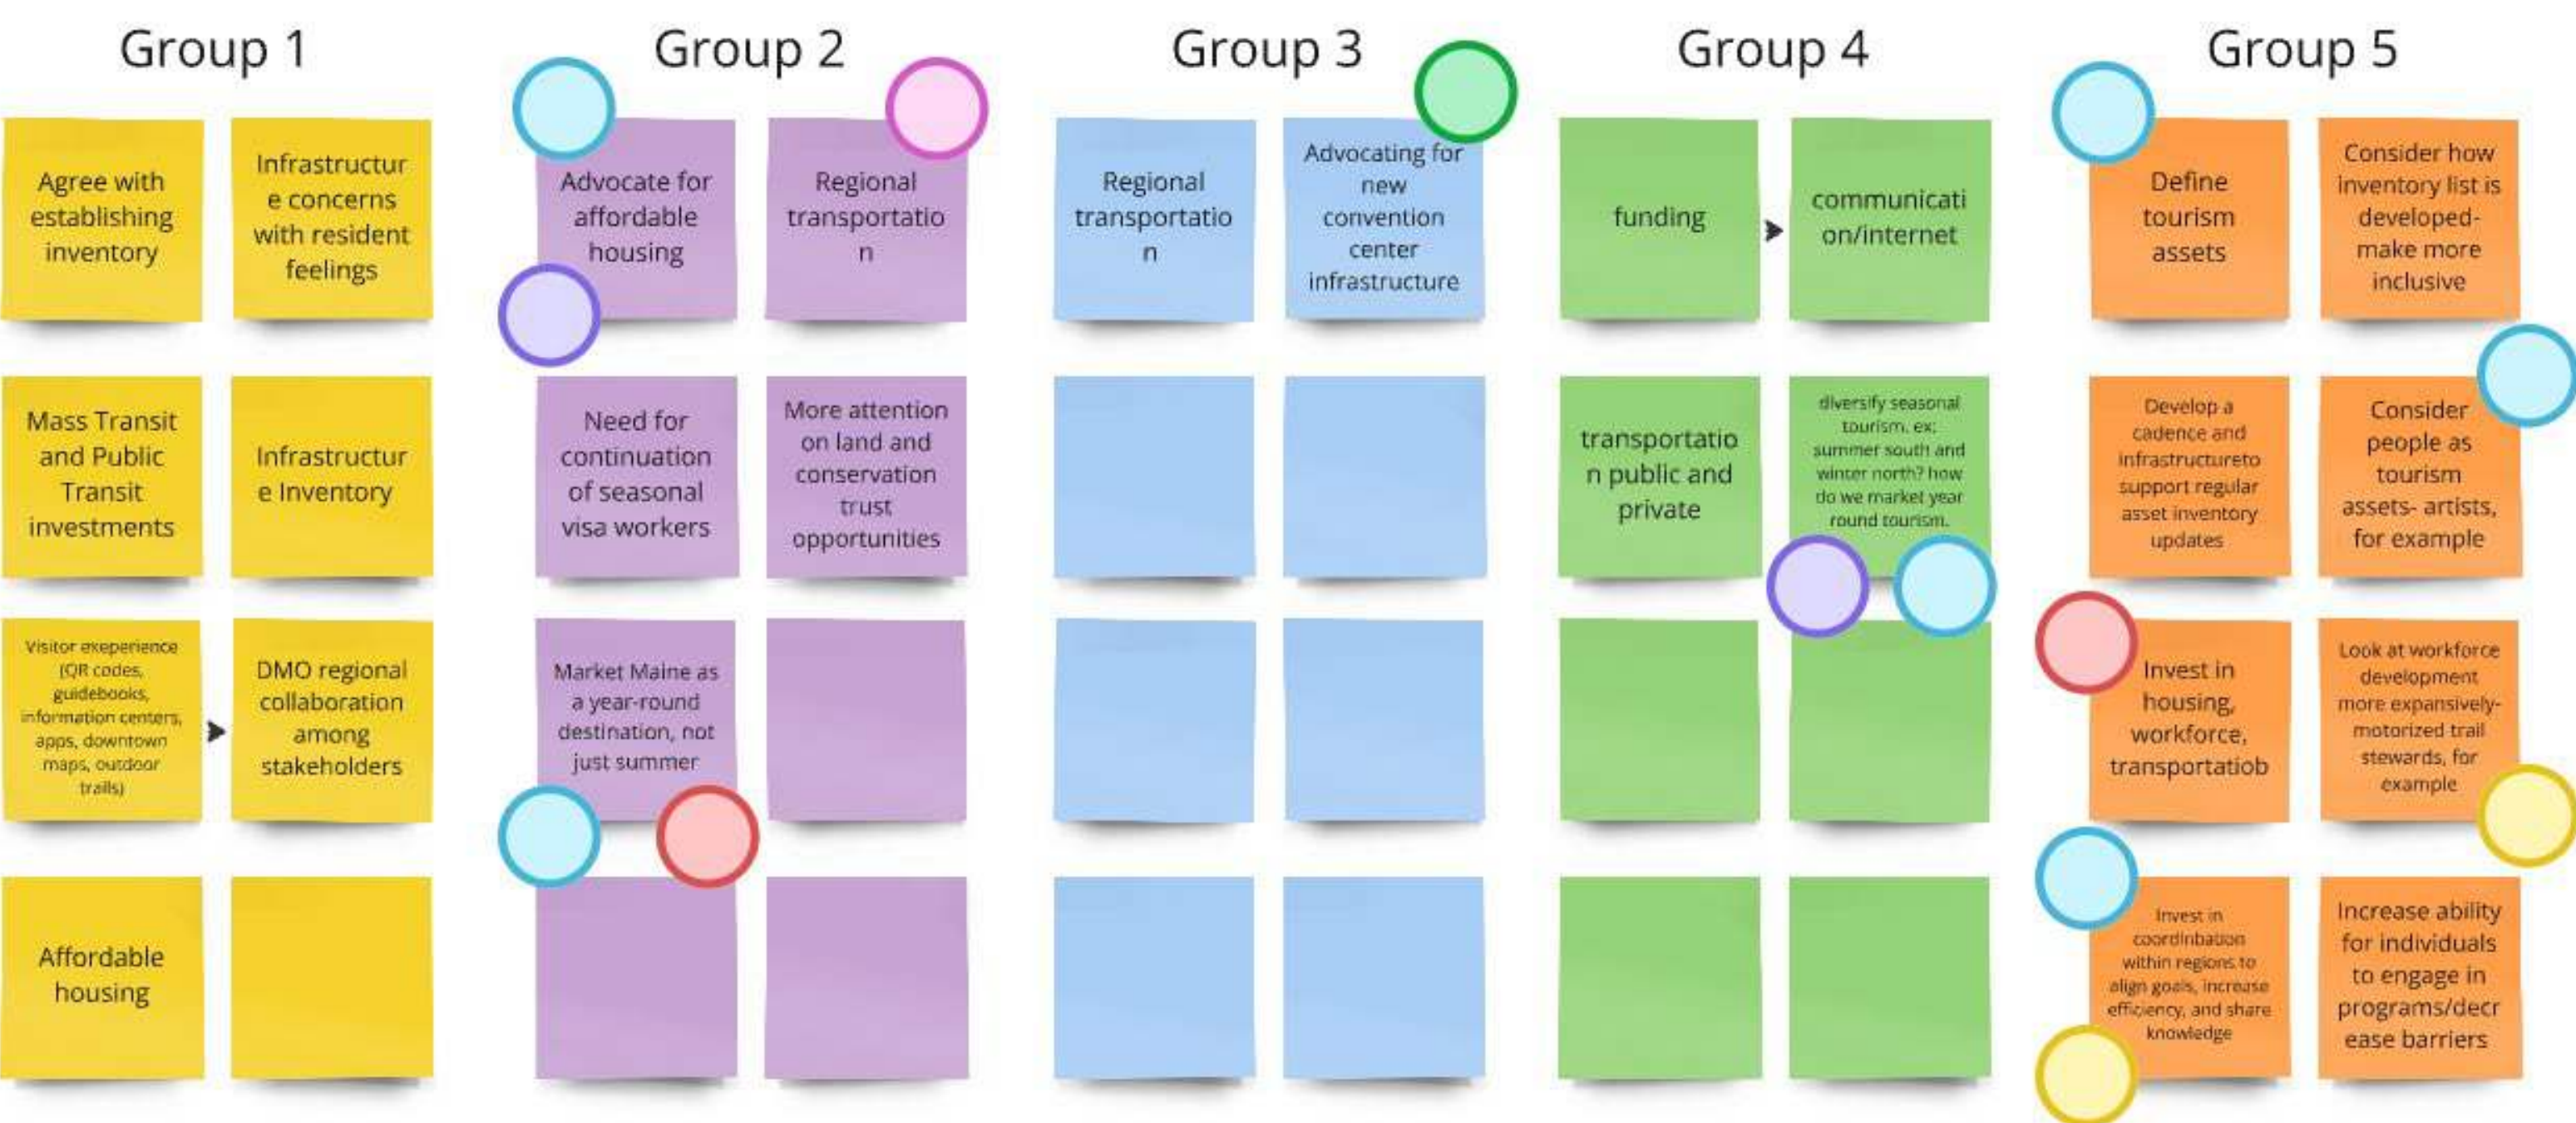 Group 1
Agree with
establishing
inventory
Infrastructur
e concerns
with resident
feelings
Mass Transit
and Public
Transit
investments
Infrastructur
e Inventory
Visitor exeperience
(QR codes,
guidebooks,
information centers,
apps, downtown
maps, outdoor
trails)
DMO regional
collaboration
among
stakeholders
Affordable
housing
Group 2
Advocate for
affordable
housing
Regional
transportatio
n
Need for
continuation
of seasonal
visa workers
More attention
on land and
conservation
trust
opportunities
Market Maine as
a year-round
destination, not
just summer
Group 3
Regional
transportatio
n
Advocating for
new
convention
center
infrastructure
Group 4
funding
communicati
on/internet
transportatio
n public and
private
diversify seasonal
tourism, ex:
summer south and
winter north? how
do we market year
round tourism.
Group 5
Define
tourism
assets
Consider how
inventory list is
developed-
make more
inclusive
Develop a
cadence and
infrastructureto
support regular
asset inventory
updates
Consider
people as
tourism
assets- artists,
for example
Invest in
housing,
workforce,
transportatiob
Look at workforce
development
more expansively-
motorized trail
stewards, for
example
Invest in
coordinbation
within regions to
align goals, increase
efficiency, and share
knowledge
Increase ability
for individuals
to engage in
programs/decr
ease barriers